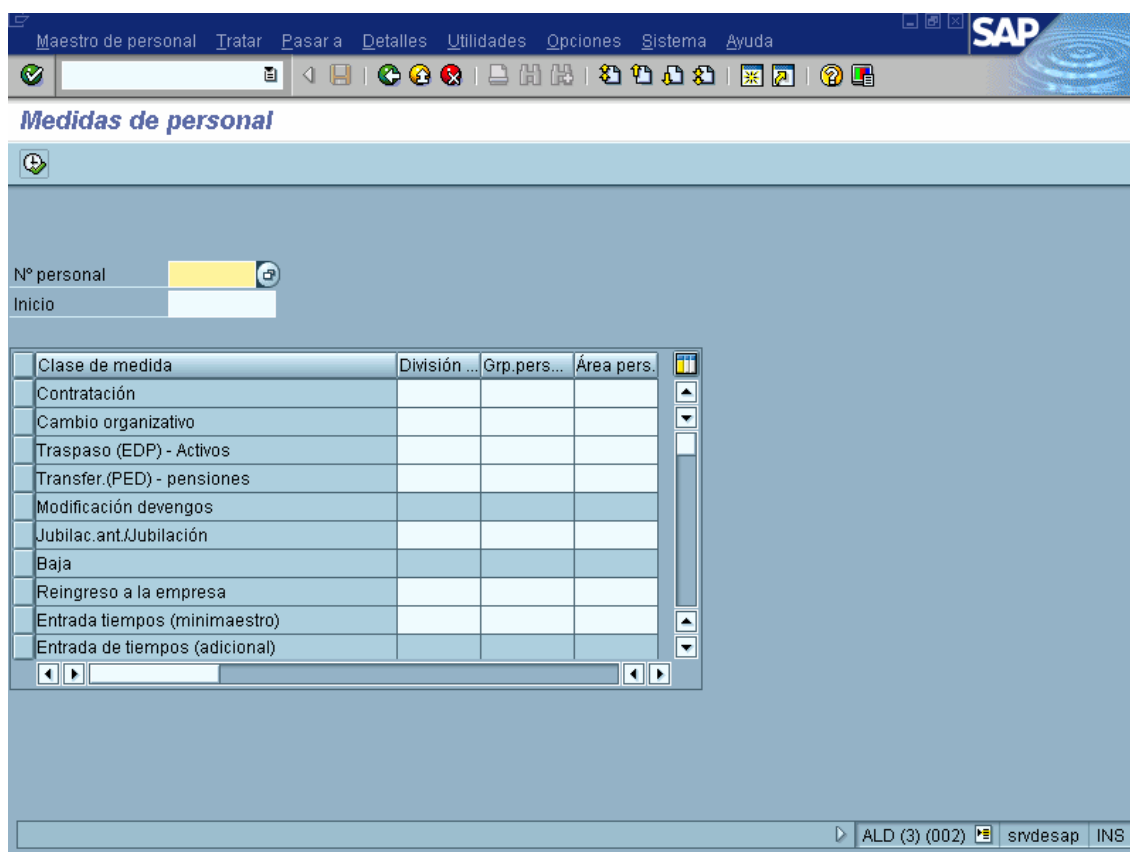 SAP
Maestro de personal Tratar Pasar a Detalles Utilidades Opciones Sistema Ayuda
Medidas de personal
Nº personal
Inicio
Clase de medida División ... Grp.pers... Área pers.
Contratación
Cambio organizativo
Traspaso (EDP) - Activos
Transfer.(PED) - pensiones
Modificación devengos
Jubilac.ant./Jubilación
Baja
Reingreso a la empresa
Entrada tiempos (minimaestro)
Entrada de tiempos (adicional)
ALD (3) (002) srvdesap INS